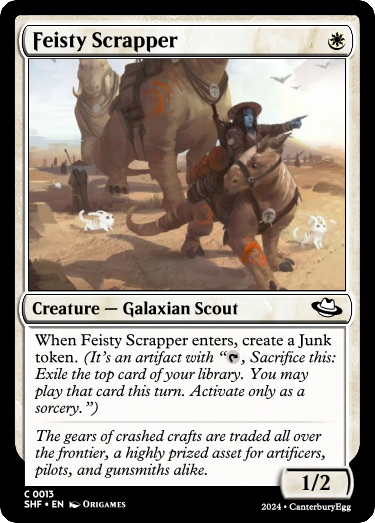 Feisty Scrapper
Creature — Galaxian Scout
When Feisty Scrapper enters, create a Junk
token. (It's an artifact with “, Sacrifice this:
Exile the top card of your library. You may
play that card this turn. Activate only as a
sorcery.”)
The gears of crashed crafts are traded all over
the frontier, a highly prized asset for artificers,
pilots, and gunsmiths alike.
1/2
C 0013
SHF • EN Origames
2024 • CanterburyEgg